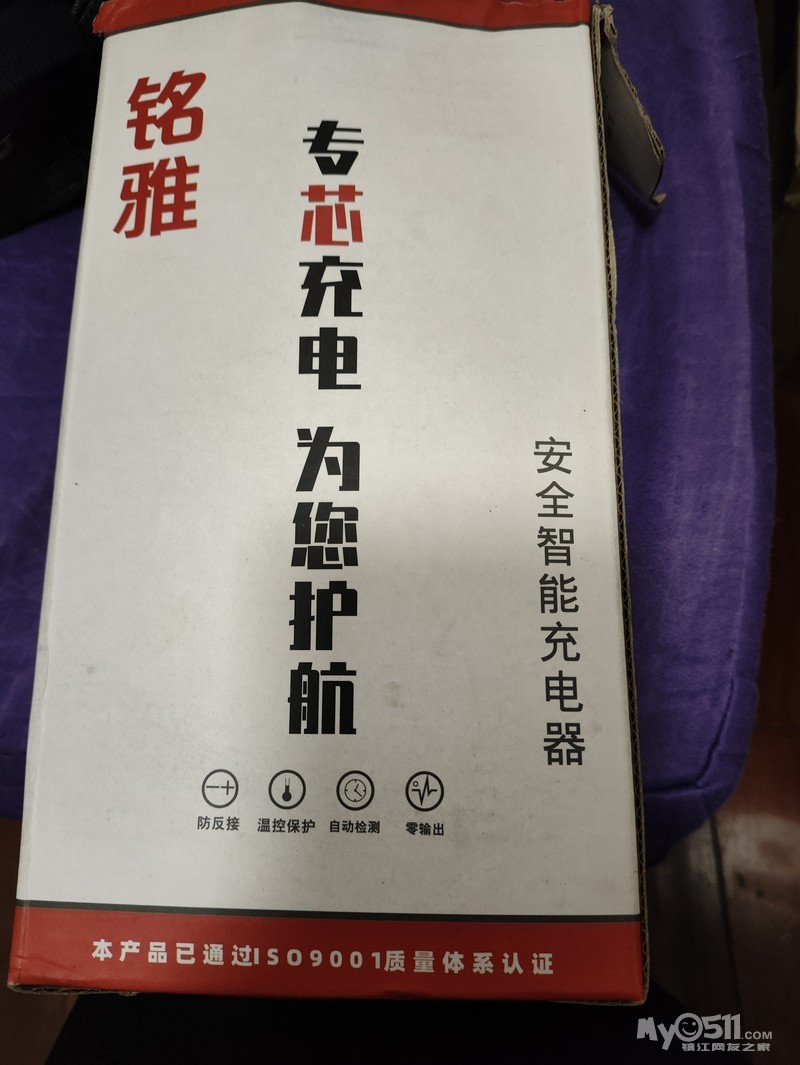 铭雅
专芯充电 为您护航
安全智能充电器
防反接 温控保护 自动检测 零输出
本产品已通过ISO9001质量体系认证
My0511.COM
镇江网友之家